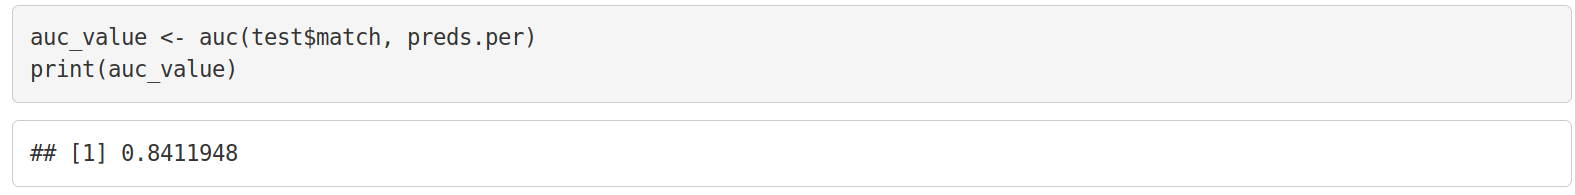 auc_value <- auc(test$match, preds.per)
print(auc_value)
## [1] 0.8411948